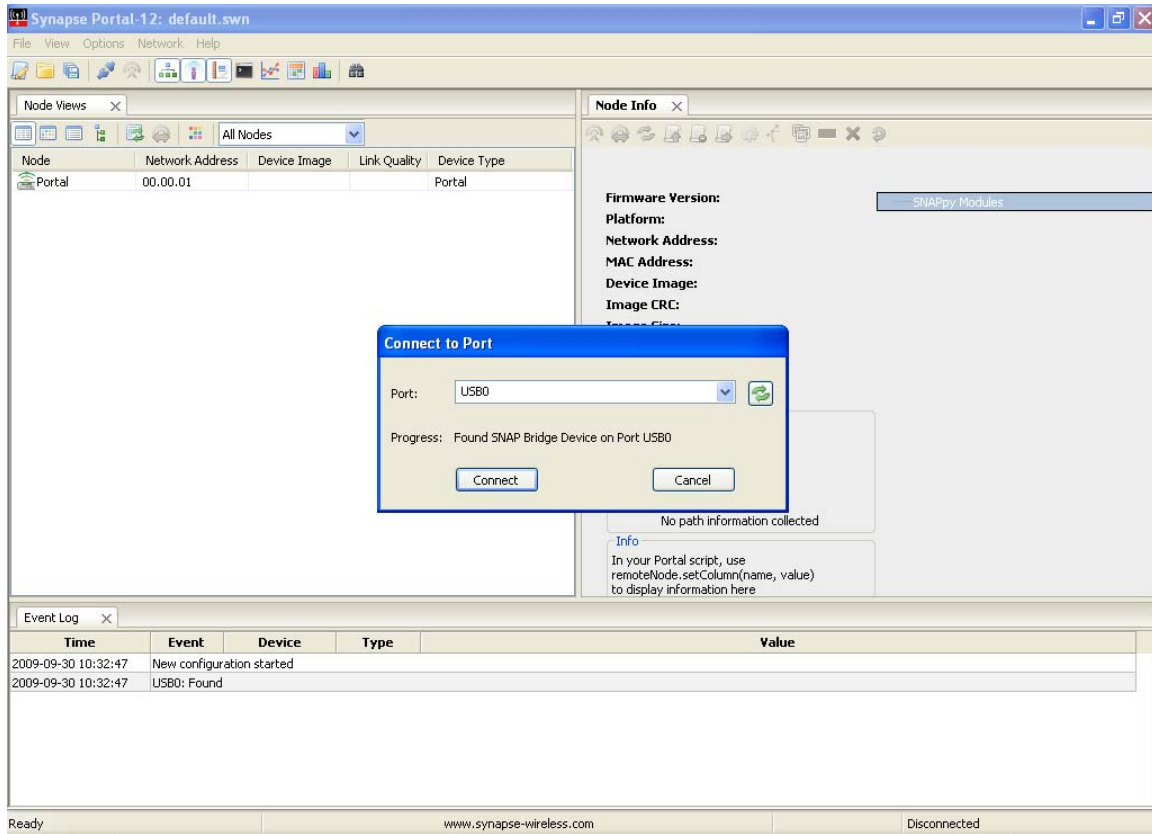 Synapse Portal-12: default.swn
File View Options Network Help
Node Views
All Nodes
Node Network Address Device Image Link Quality Device Type
Portal 00.00.01 Portal
Node Info
Firmware Version:
Platform:
Network Address:
MAC Address:
Device Image:
Image CRC:
Image Size:
SNAPpy Modules
Connect to Port
Port: USB0
Progress: Found SNAP Bridge Device on Port USB0
Connect Cancel
No path information collected
Info
In your Portal script, use
remoteNode.setColumn(name, value)
to display information here
Event Log
Time Event Device Type Value
2009-09-30 10:32:47 New configuration started
2009-09-30 10:32:47 USB0: Found
Ready www.synapse-wireless.com Disconnected